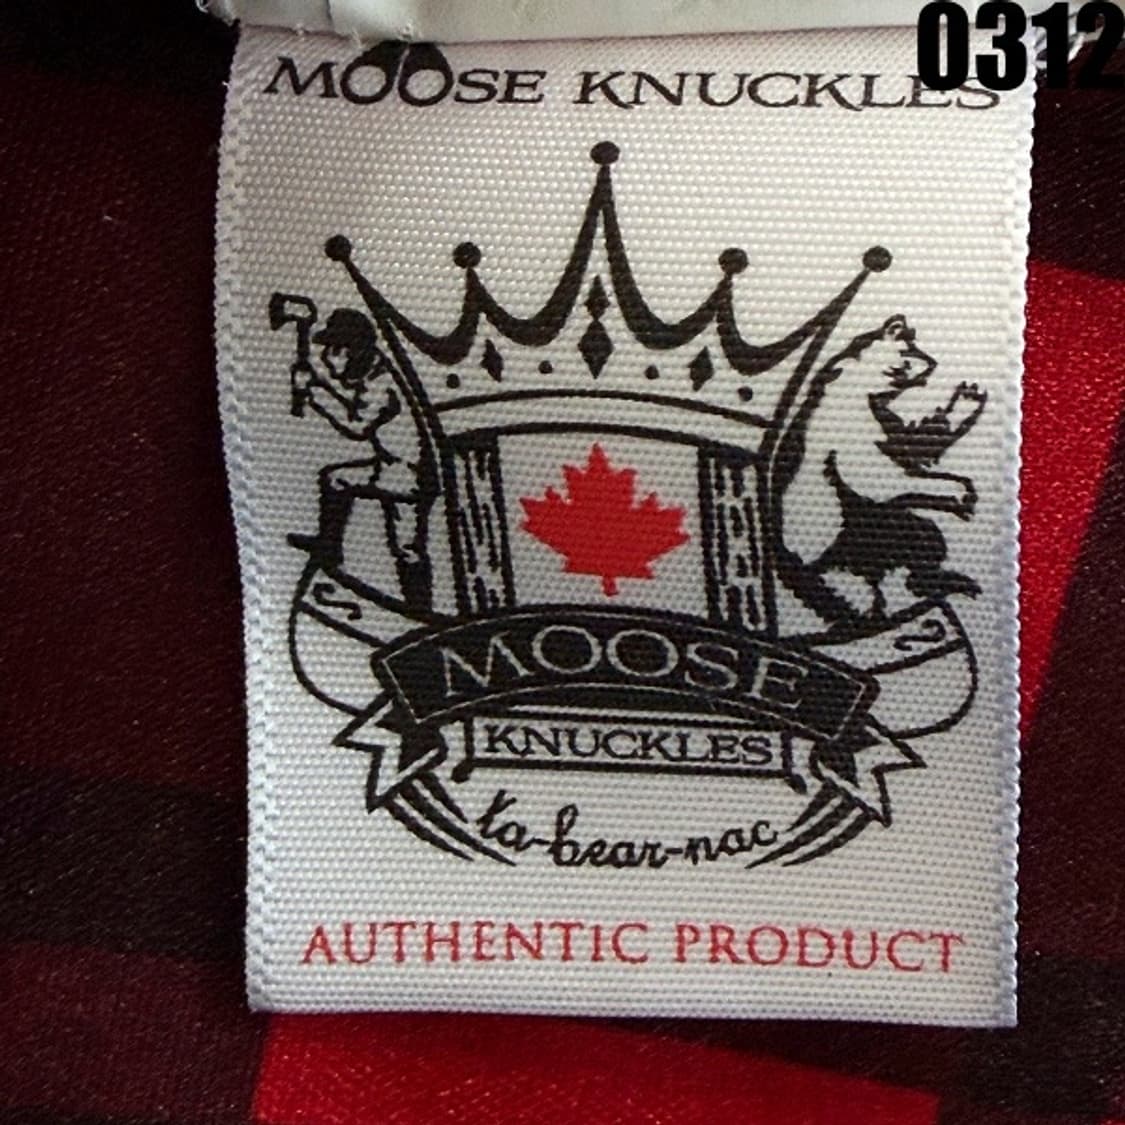 0312
MOOSE KNUCKLES
MOOSE
KNUCKLES
ta-bear-nac
AUTHENTIC PRODUCT